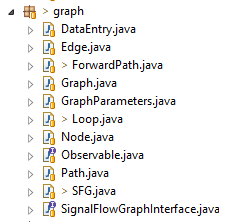 > graph
DataEntry.java
Edge.java
> ForwardPath.java
Graph.java
GraphParameters.java
> Loop.java
Node.java
Observable.java
Path.java
> SFG.java
SignalFlowGraphInterface.java